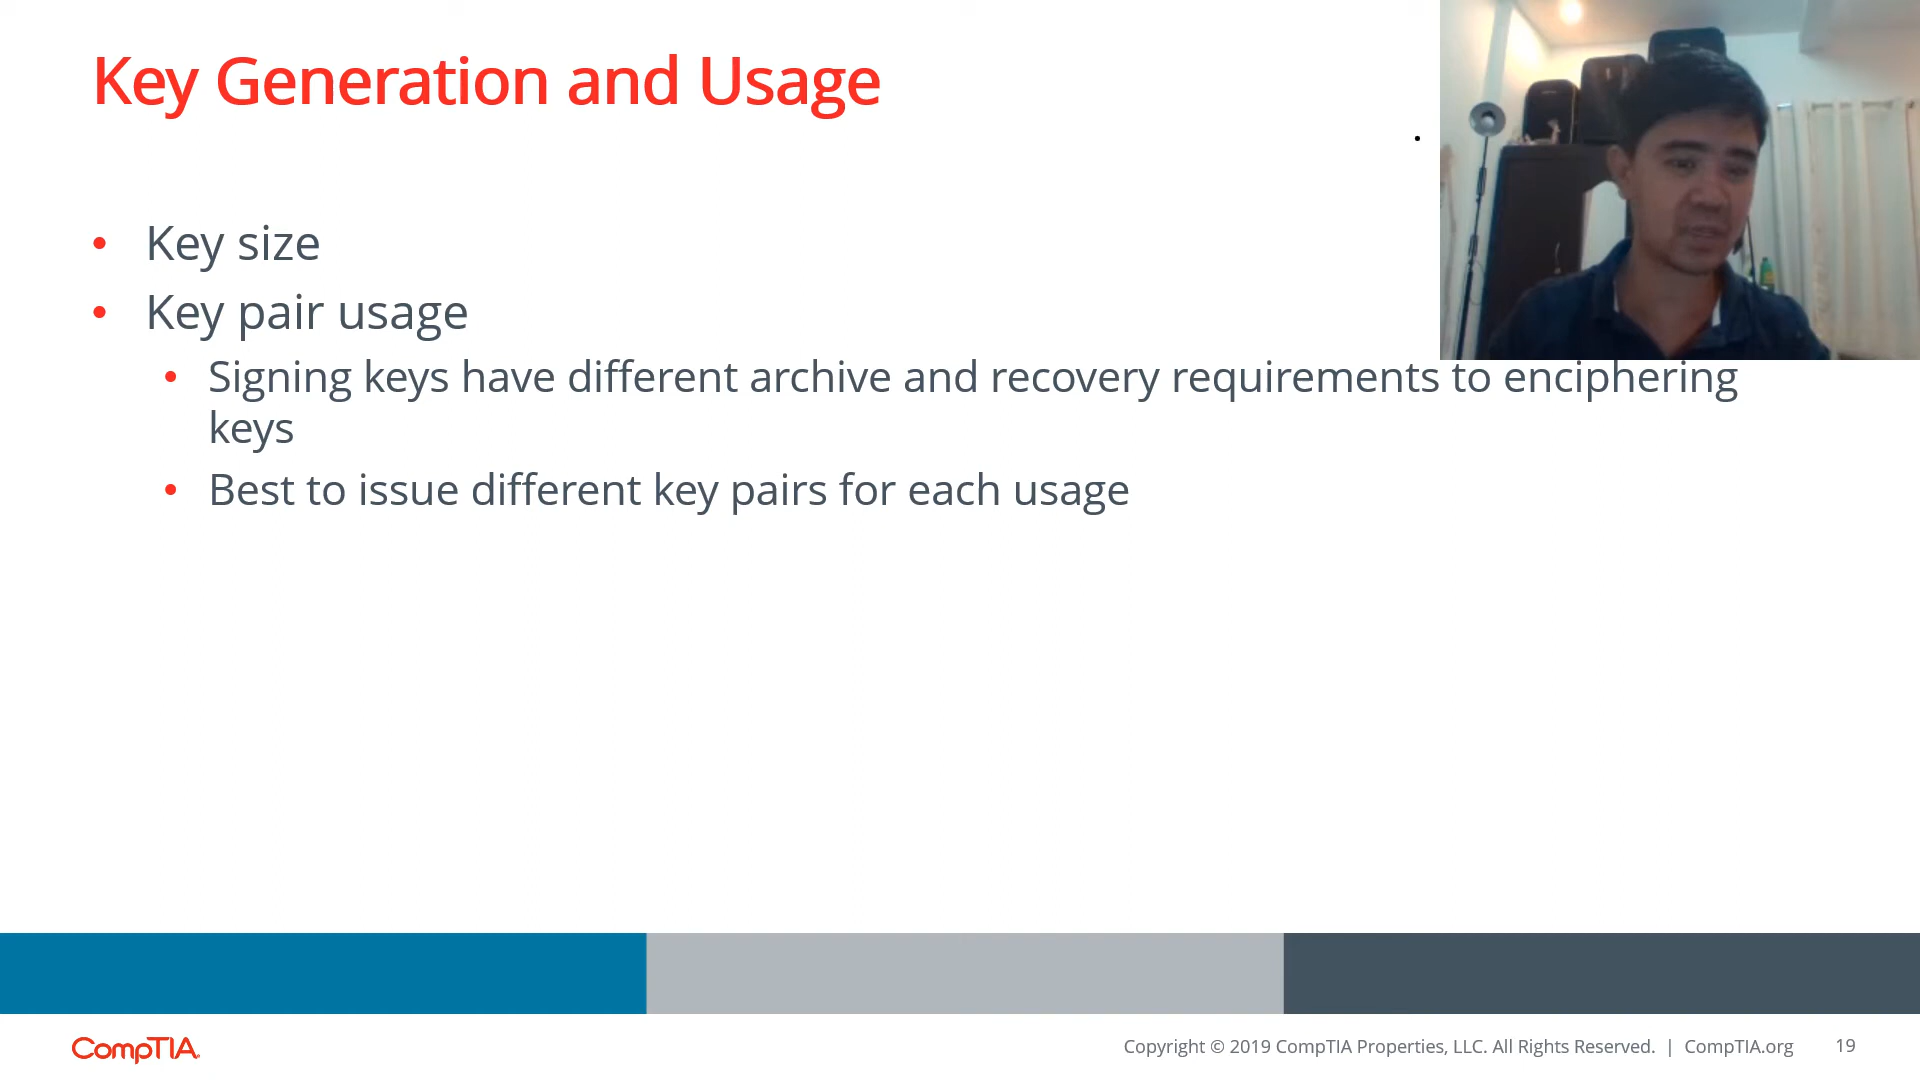 Key Generation and Usage
• Key size
• Key pair usage
• Signing keys have different archive and recovery requirements to enciphering
keys
• Best to issue different key pairs for each usage
CompTIA
Copyright © 2019 CompTIA Properties, LLC. All Rights Reserved. | CompTIA.org 19